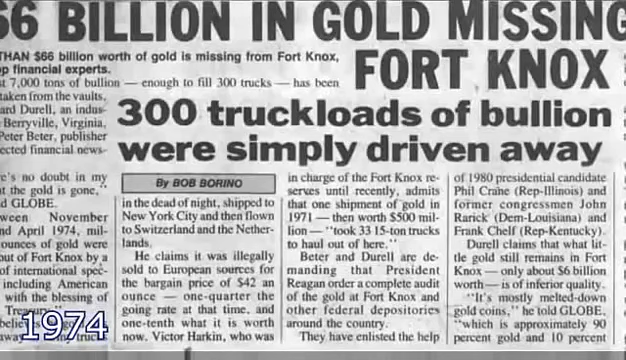 $66 BILLION IN GOLD MISSING
FORT KNOX
300 truckloads of bullion
were simply driven away
THAN $66 billion worth of gold is missing from Fort Knox,
financial experts.
7,000 tons of bullion — enough to fill 300 trucks — has been
taken from the vaults,
Durell, an indus-
Berryville, Virginia,
Peter Beter, publisher
financial news-
no doubt in my
the gold is gone,"
GLOBE.
November
April 1974, mil-
ounces of gold were
out of Fort Knox by a
of international spec-
including American
with the blessing of
By BOB BORINO
in the dead of night, shipped to
New York City and then flown
to Switzerland and the Nether-
lands.
He claims it was illegally
sold to European sources for
the bargain price of $42 an
ounce — one-quarter the
going rate at that time, and
one-tenth what it is worth
now. Victor Harkin, who was
in charge of the Fort Knox re-
serves until recently, admits
that one shipment of gold in
1971 — then worth $500 mil-
lion — "took 33 15-ton trucks
to haul out of here."
Beter and Durell are de-
manding that President
Reagan order a complete audit
of the gold at Fort Knox and
other federal depositories
around the country.
They have enlisted the help
of 1980 presidential candidate
Phil Crane (Rep-Illinois) and
former congressmen John
Rarick (Dem-Louisiana) and
Frank Chelf (Rep-Kentucky).
Durell claims that what lit-
tle gold still remains in Fort
Knox — only about $6 billion
worth — is of inferior quality.
"It's mostly melted-down
gold coins," he told GLOBE,
"which is approximately 90
percent gold and 10 percent
1974